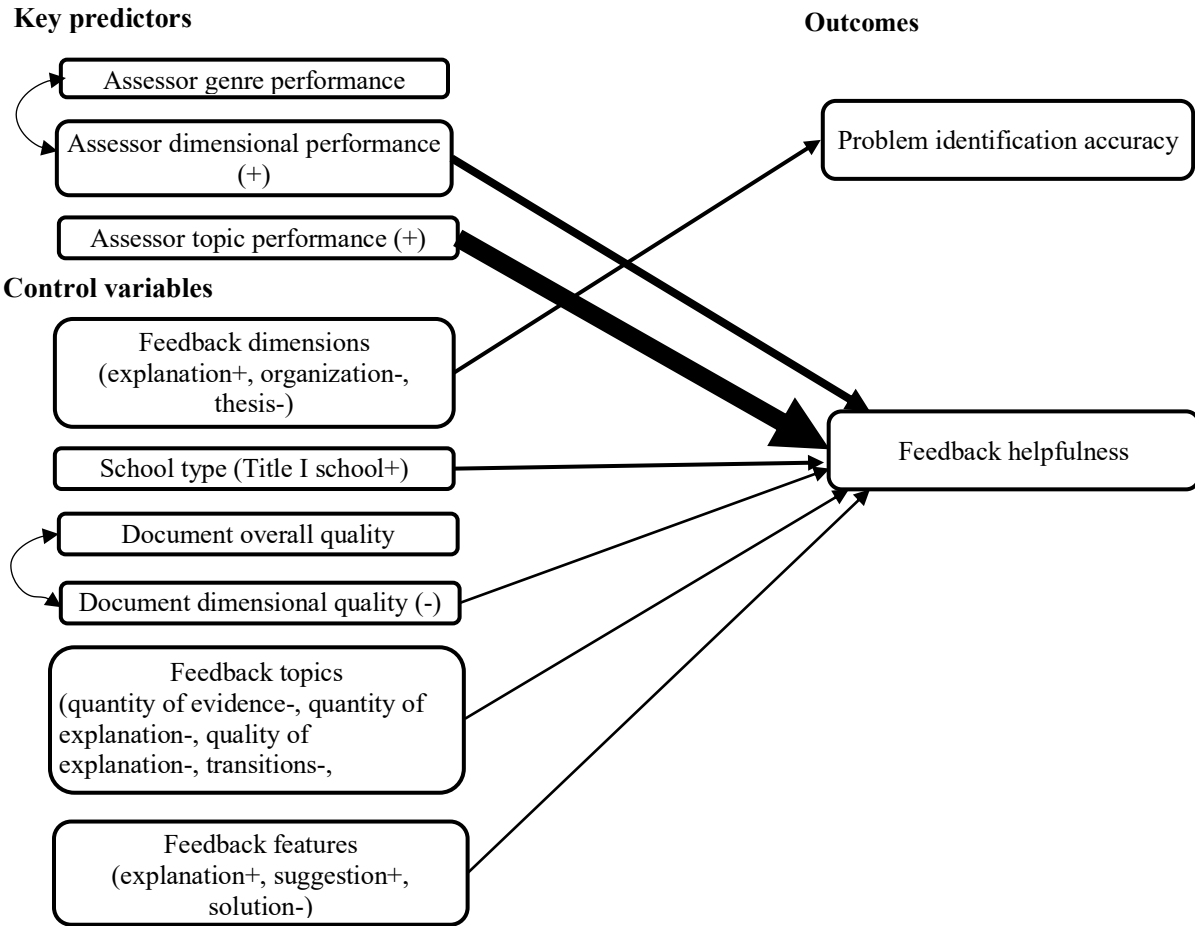 Key predictors
Outcomes
Assessor genre performance
Assessor dimensional performance
(+)
Problem identification accuracy
Assessor topic performance (+)
Control variables
Feedback dimensions
(explanation+, organization-,
thesis-)
Feedback helpfulness
School type (Title I school+)
Document overall quality
Document dimensional quality (-)
Feedback topics
(quantity of evidence-, quantity of
explanation-, quality of
explanation-, transitions-,
Feedback features
(explanation+, suggestion+,
solution-)